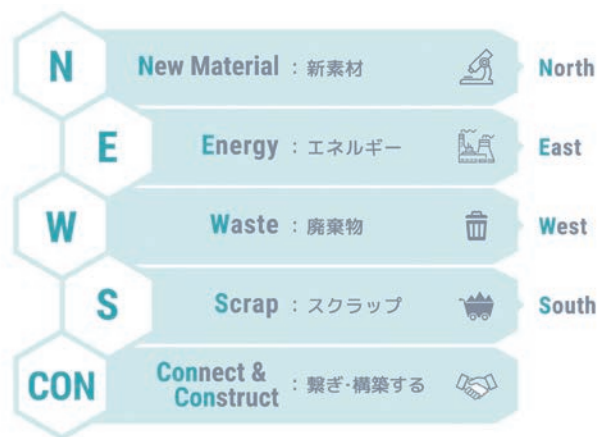 N New Material : 新素材 North
E Energy : エネルギー East
W Waste : 廃棄物 West
S Scrap : スクラップ South
CON Connect &
Construct : 繋ぎ・構築する